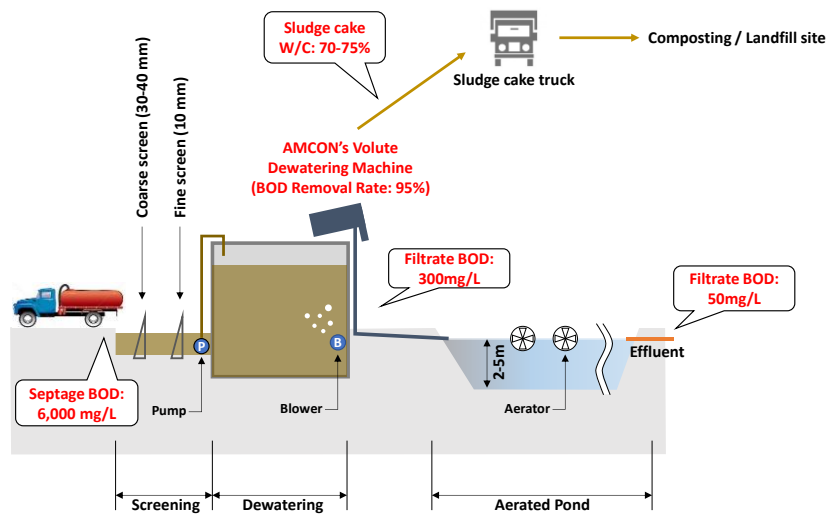 Sludge cake
W/C: 70-75%
Sludge cake truck
Composting / Landfill site
Coarse screen (30-40 mm)
Fine screen (10 mm)
AMCON's Volute
Dewatering Machine
(BOD Removal Rate: 95%)
Filtrate BOD:
300mg/L
Filtrate BOD:
50mg/L
Effluent
P
B
2-5m
Septage BOD:
6,000 mg/L
Pump
Blower
Aerator
Screening
Dewatering
Aerated Pond